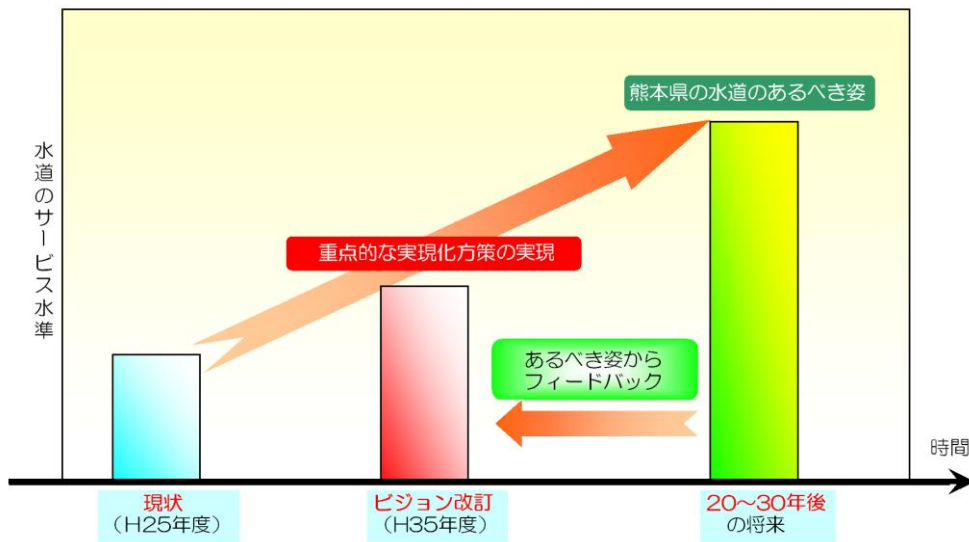 熊本県の水道のあるべき姿
水道のサービス水準
重点的な実現化方策の実現
あるべき姿から
フィードバック
時間
現状
（H25年度）
ビジョン改訂
（H35年度）
20～30年後
の将来